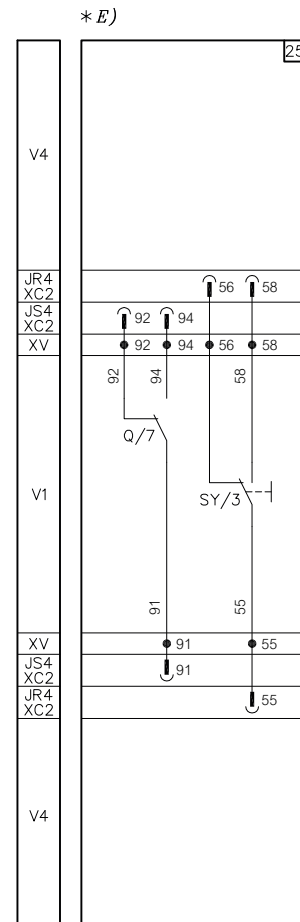 *E)
25
V4
JR4
XC2
56 58
JS4
XC2
92 94
XV
92 94 56 58
92 94 58
Q/7
V1
SY/3
91 55
XV
91 55
JS4
XC2
91
JR4
XC2
55
V4